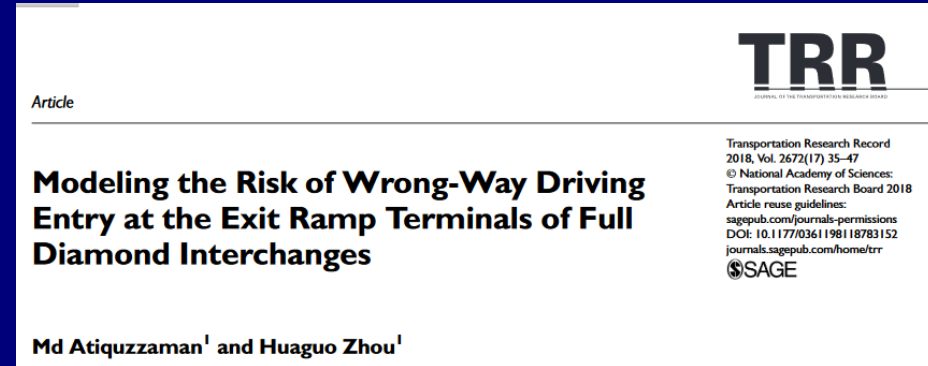 TRR
JOURNAL OF THE TRANSPORTATION RESEARCH BOARD
Article
Transportation Research Record
2018, Vol. 2672(17) 35–47
© National Academy of Sciences:
Transportation Research Board 2018
Article reuse guidelines:
sagepub.com/journals-permissions
DOI: 10.1177/0361198118783152
journals.sagepub.com/home/trr
SAGE
Modeling the Risk of Wrong-Way Driving
Entry at the Exit Ramp Terminals of Full
Diamond Interchanges
Md Atiquzzaman¹ and Huaguo Zhou¹